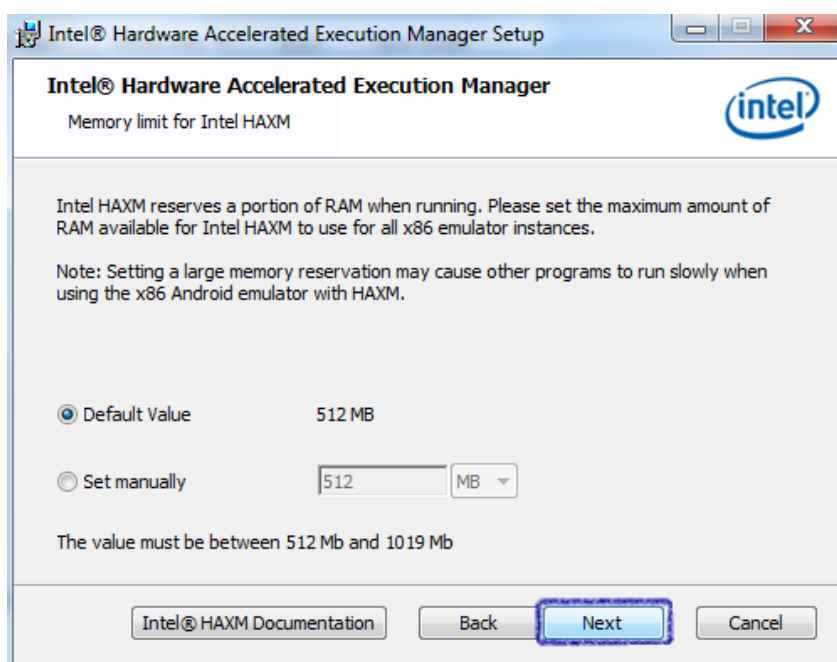 Intel® Hardware Accelerated Execution Manager Setup
Intel® Hardware Accelerated Execution Manager
Memory limit for Intel HAXM
intel
Intel HAXM reserves a portion of RAM when running. Please set the maximum amount of
RAM available for Intel HAXM to use for all x86 emulator instances.
Note: Setting a large memory reservation may cause other programs to run slowly when
using the x86 Android emulator with HAXM.
Default Value 512 MB
Set manually 512 MB
The value must be between 512 Mb and 1019 Mb
Intel® HAXM Documentation Back Next Cancel